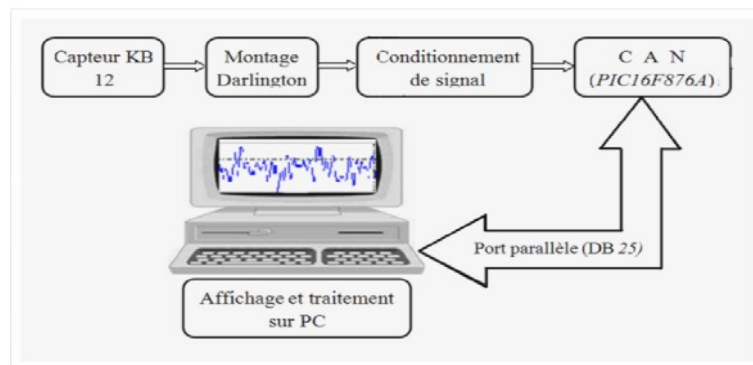 Capteur KB
12
Montage
Darlington
Conditionnement
de signal
C A N
(PIC16F876A)
Port parallèle (DB 25)
Affichage et traitement
sur PC